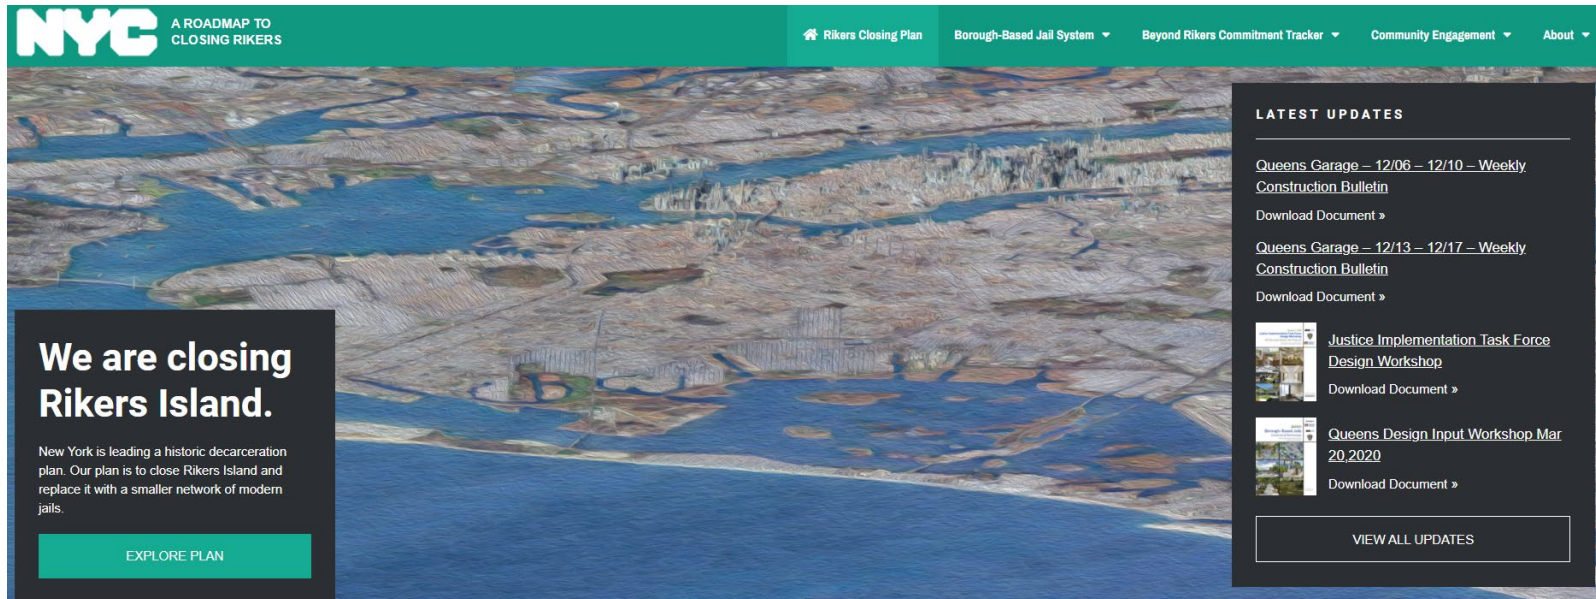 NYC
A ROADMAP TO
CLOSING RIKERS
Rikers Closing Plan
Borough-Based Jail System
Beyond Rikers Commitment Tracker
Community Engagement
About
LATEST UPDATES
Queens Garage – 12/06 – 12/10 – Weekly
Construction Bulletin
Download Document »
Queens Garage – 12/13 – 12/17 – Weekly
Construction Bulletin
Download Document »
Justice Implementation Task Force
Design Workshop
Download Document »
Queens Design Input Workshop Mar
20,2020
Download Document »
VIEW ALL UPDATES
We are closing
Rikers Island.
New York is leading a historic decarceration
plan. Our plan is to close Rikers Island and
replace it with a smaller network of modern
jails.
EXPLORE PLAN